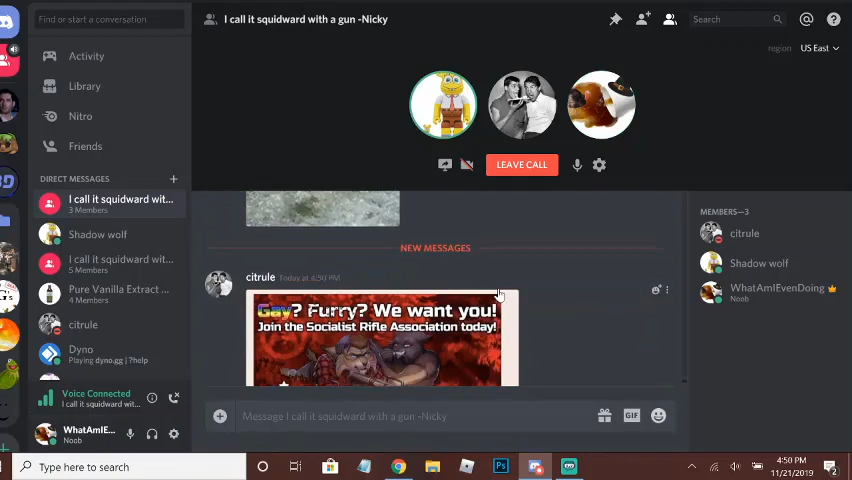 Find or start a conversation
I call it squidward with a gun -Nicky
Search
region US East
Activity
Library
Nitro
Friends
DIRECT MESSAGES
I call it squidward wit...
3 Members
Shadow wolf
I call it squidward wit...
5 Members
Pure Vanilla Extract ...
4 Members
citrule
Dyno
Playing dyno.gg | ?help
Voice Connected
I call it squidward wit...
WhatAmIE...
Noob
LEAVE CALL
NEW MESSAGES
citrule Today at 4:50 PM
Gay? Furry? We want you!
Join the Socialist Rifle Association today!
Message I call it squidward with a gun -Nicky
GIF
MEMBERS—3
citrule
Shadow wolf
WhatAmIEvenDoing
Noob
Type here to search
Ps
4:50 PM
11/21/2019
2